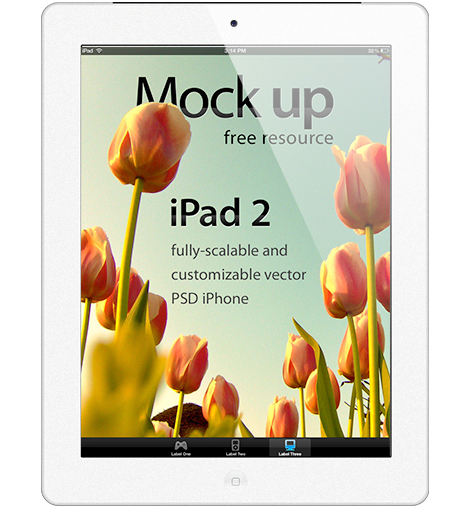 iPad 3:14 PM 32%
Mock up
free resource
iPad 2
fully-scalable and
customizable vector
PSD iPhone
Label One Label Two Label Three